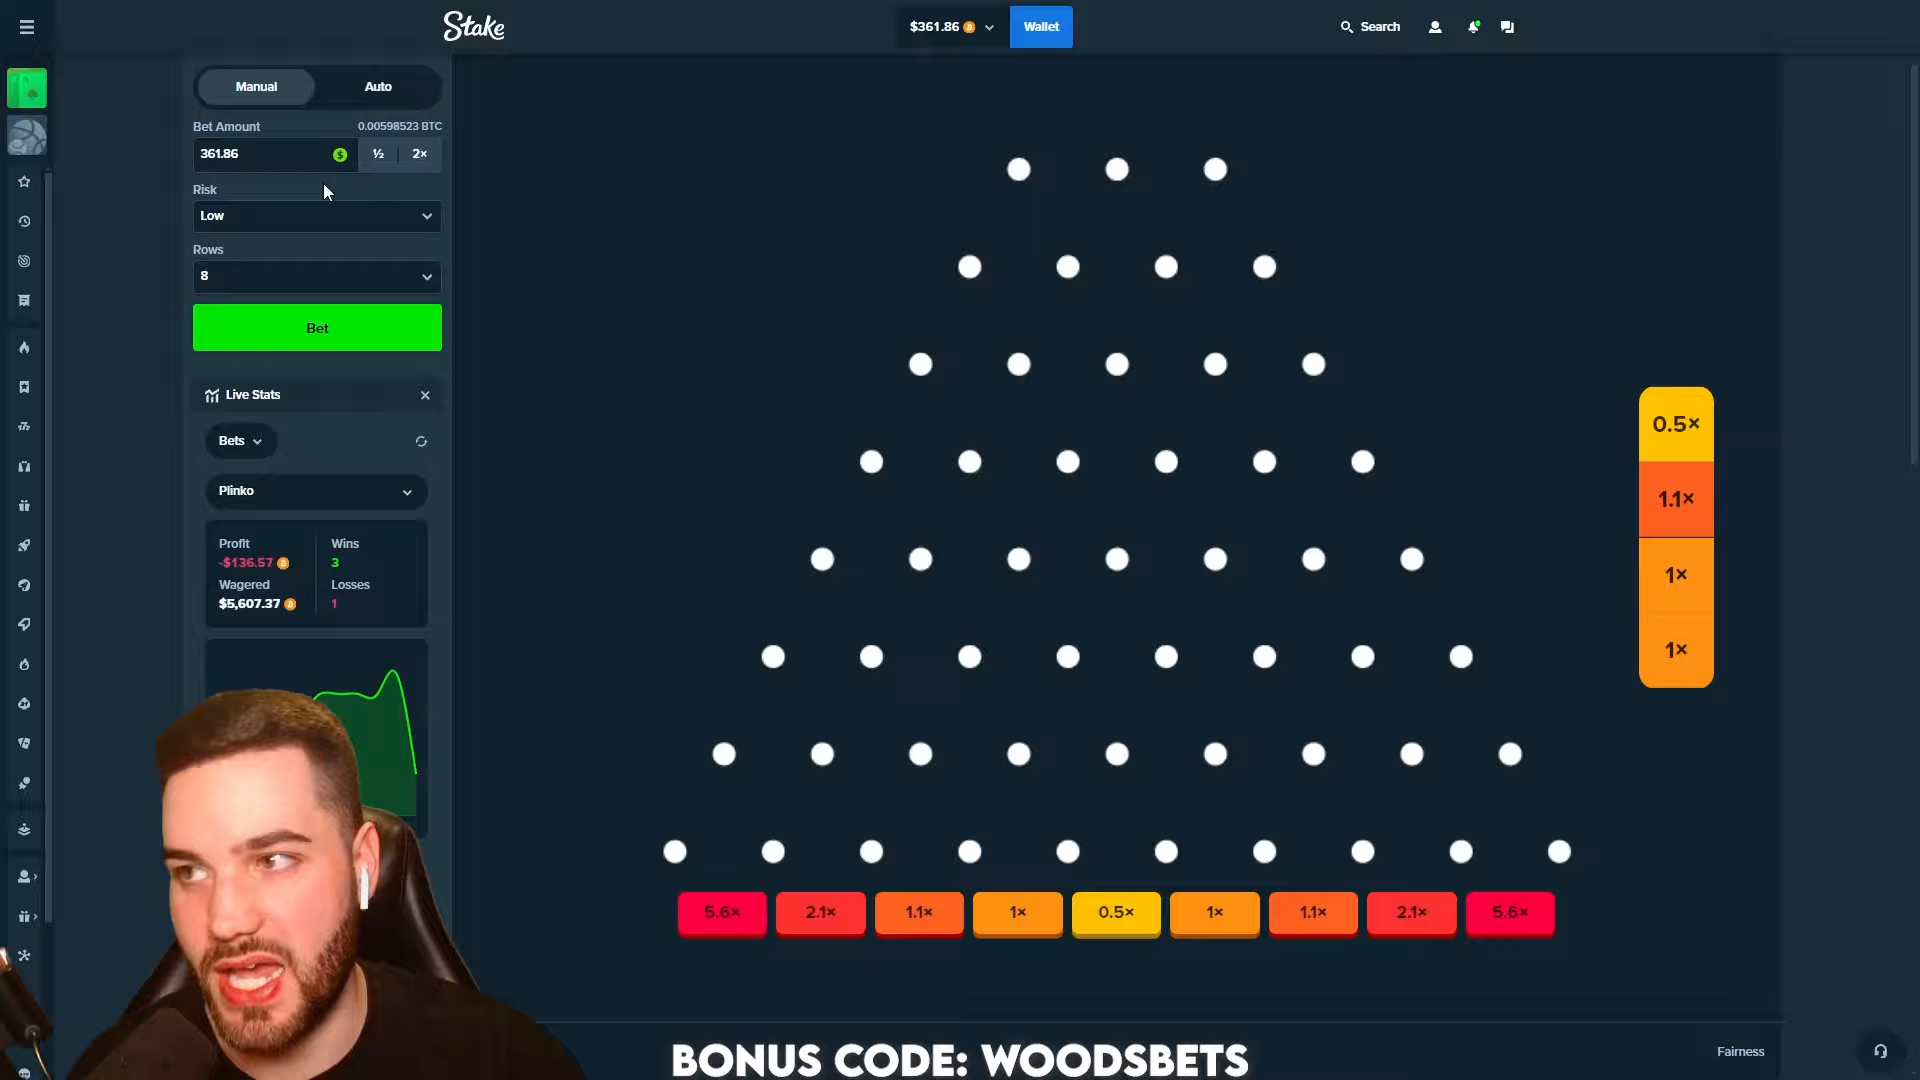 Stake
$361.86
Wallet
Search
Manual
Auto
Bet Amount
0.00598523 BTC
361.86
½
2×
Risk
Low
Rows
8
Bet
Live Stats
Bets
Plinko
Profit
-$136.57
Wins
3
Wagered
$5,607.37
Losses
1
0.5×
1.1×
1×
1×
5.6×
2.1×
1.1×
1×
0.5×
1×
1.1×
2.1×
5.6×
BONUS CODE: WOODSBETS
Fairness